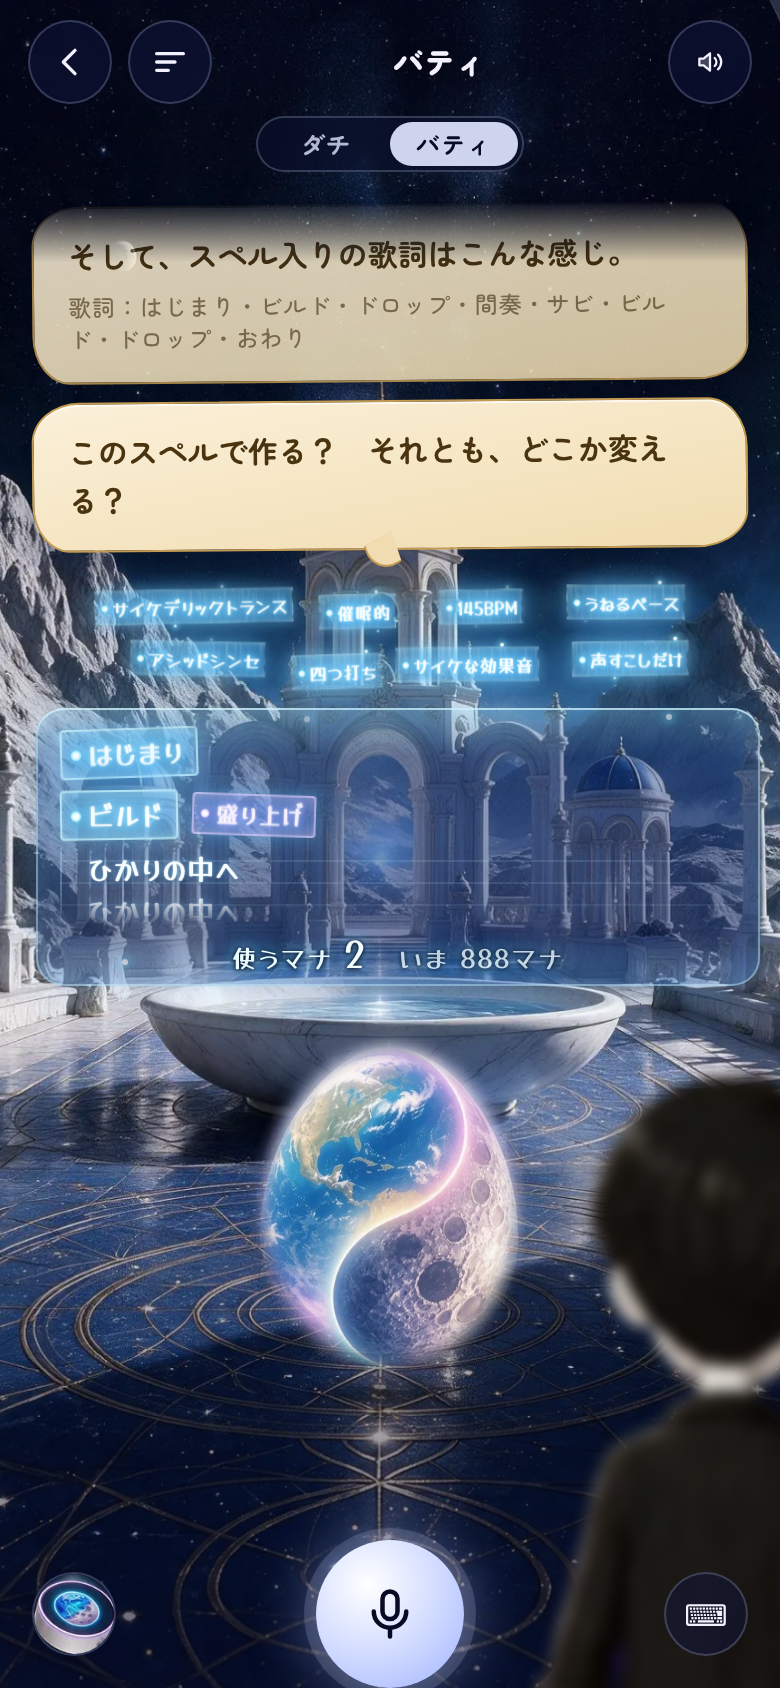 バティ
ダチ
バティ
そして、スペル入りの歌詞はこんな感じ。
歌詞：はじまり・ビルド・ドロップ・間奏・サビ・ビル
ド・ドロップ・おわり
このスペルで作る？　それとも、どこか変え
る？
・サイケデリックトランス ・催眠的 ・145BPM ・うねるベース
・アシッドシンセ ・四つ打ち ・サイケな効果音 ・声すこしだけ
・はじまり
・ビルド ・盛り上げ
ひかりの中へ
ひかりの中へ
使うマナ 2　いま 888マナ